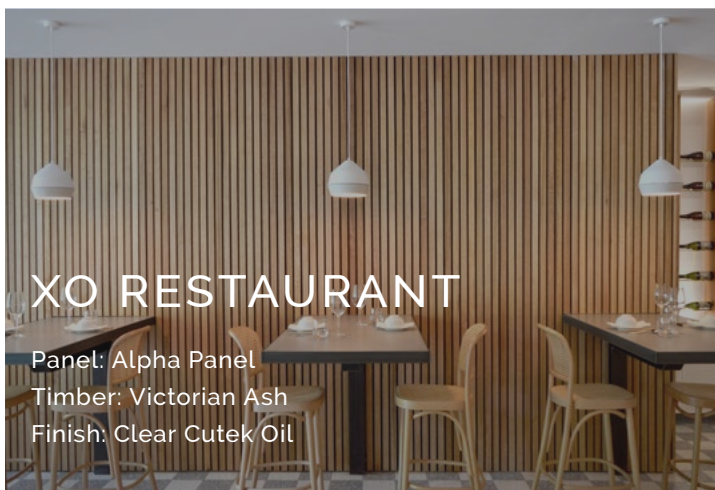 XO RESTAURANT
Panel: Alpha Panel
Timber: Victorian Ash
Finish: Clear Cutek Oil